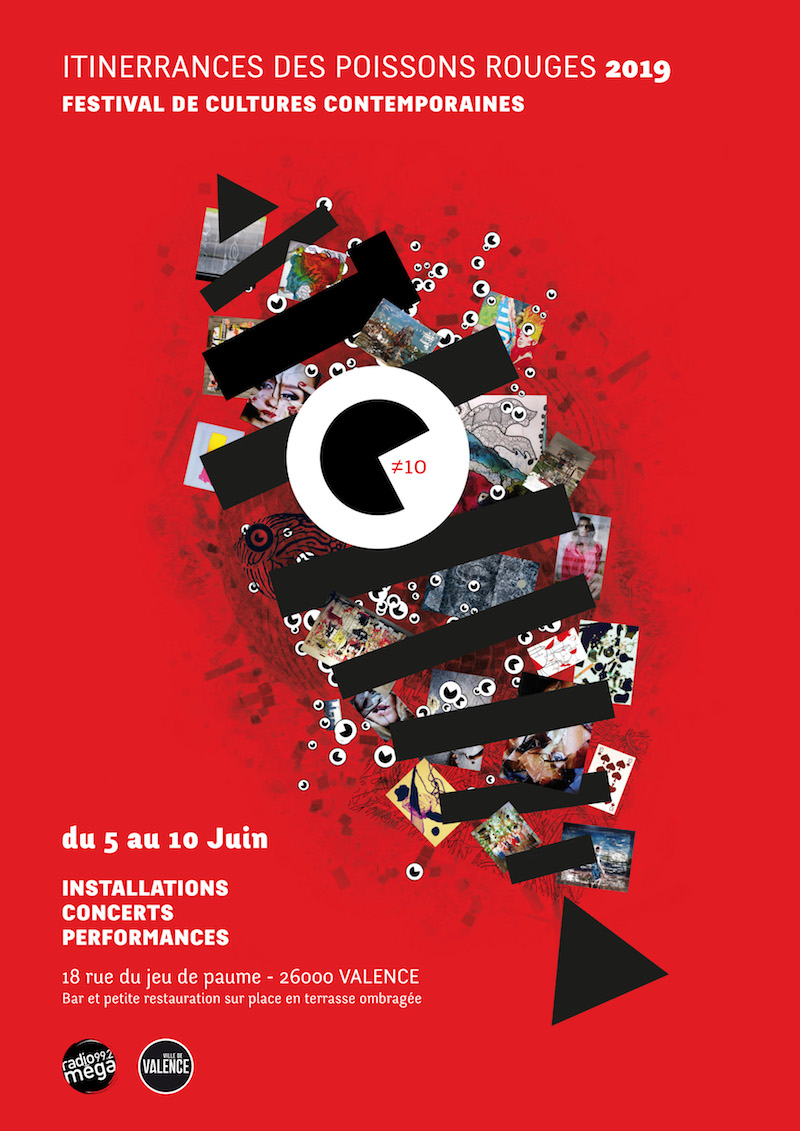 ITINERRANCES DES POISSONS ROUGES 2019
FESTIVAL DE CULTURES CONTEMPORAINES
≠10
du 5 au 10 Juin
INSTALLATIONS
CONCERTS
PERFORMANCES
18 rue du jeu de paume - 26000 VALENCE
Bar et petite restauration sur place en terrasse ombragée
radio 99.2
mega
VILLE DE
VALENCE